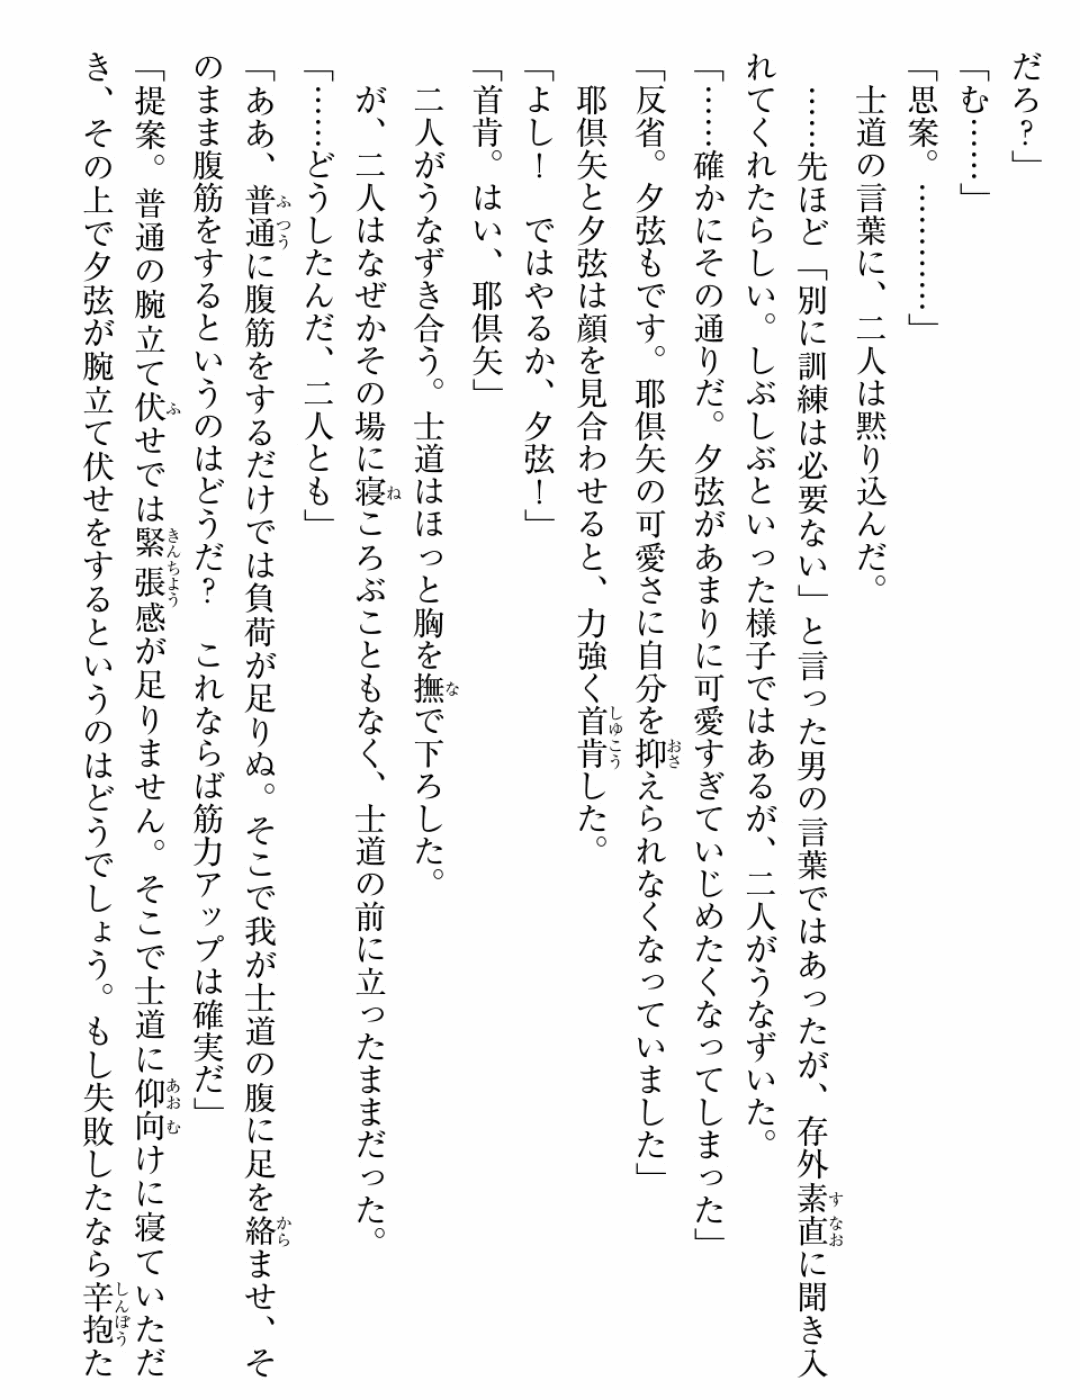 だろ？」
「む……」
「思案。…………」
士道の言葉に、二人は黙り込んだ。
……先ほど「別に訓練は必要ない」と言った男の言葉ではあったが、存外素直に聞き入
れてくれたらしい。しぶしぶといった様子ではあるが、二人がうなずいた。
「……確かにその通りだ。夕弦があまりに可愛すぎていじめたくなってしまった」
「反省。夕弦もです。耶倶矢の可愛さに自分を抑えられなくなっていました」
耶倶矢と夕弦は顔を見合わせると、力強く首肯した。
「よし！　ではやるか、夕弦！」
「首肯。はい、耶倶矢」
二人がうなずき合う。士道はほっと胸を撫で下ろした。
が、二人はなぜかその場に寝ころぶこともなく、士道の前に立ったままだった。
「……どうしたんだ、二人とも」
「ああ、普通に腹筋をするだけでは負荷が足りぬ。そこで我が士道の腹に足を絡ませ、そ
のまま腹筋をするというのはどうだ？　これならば筋力アップは確実だ」
「提案。普通の腕立て伏せでは緊張感が足りません。そこで士道に仰向けに寝ていただ
き、その上で夕弦が腕立て伏せをするというのはどうでしょう。もし失敗したなら辛抱た